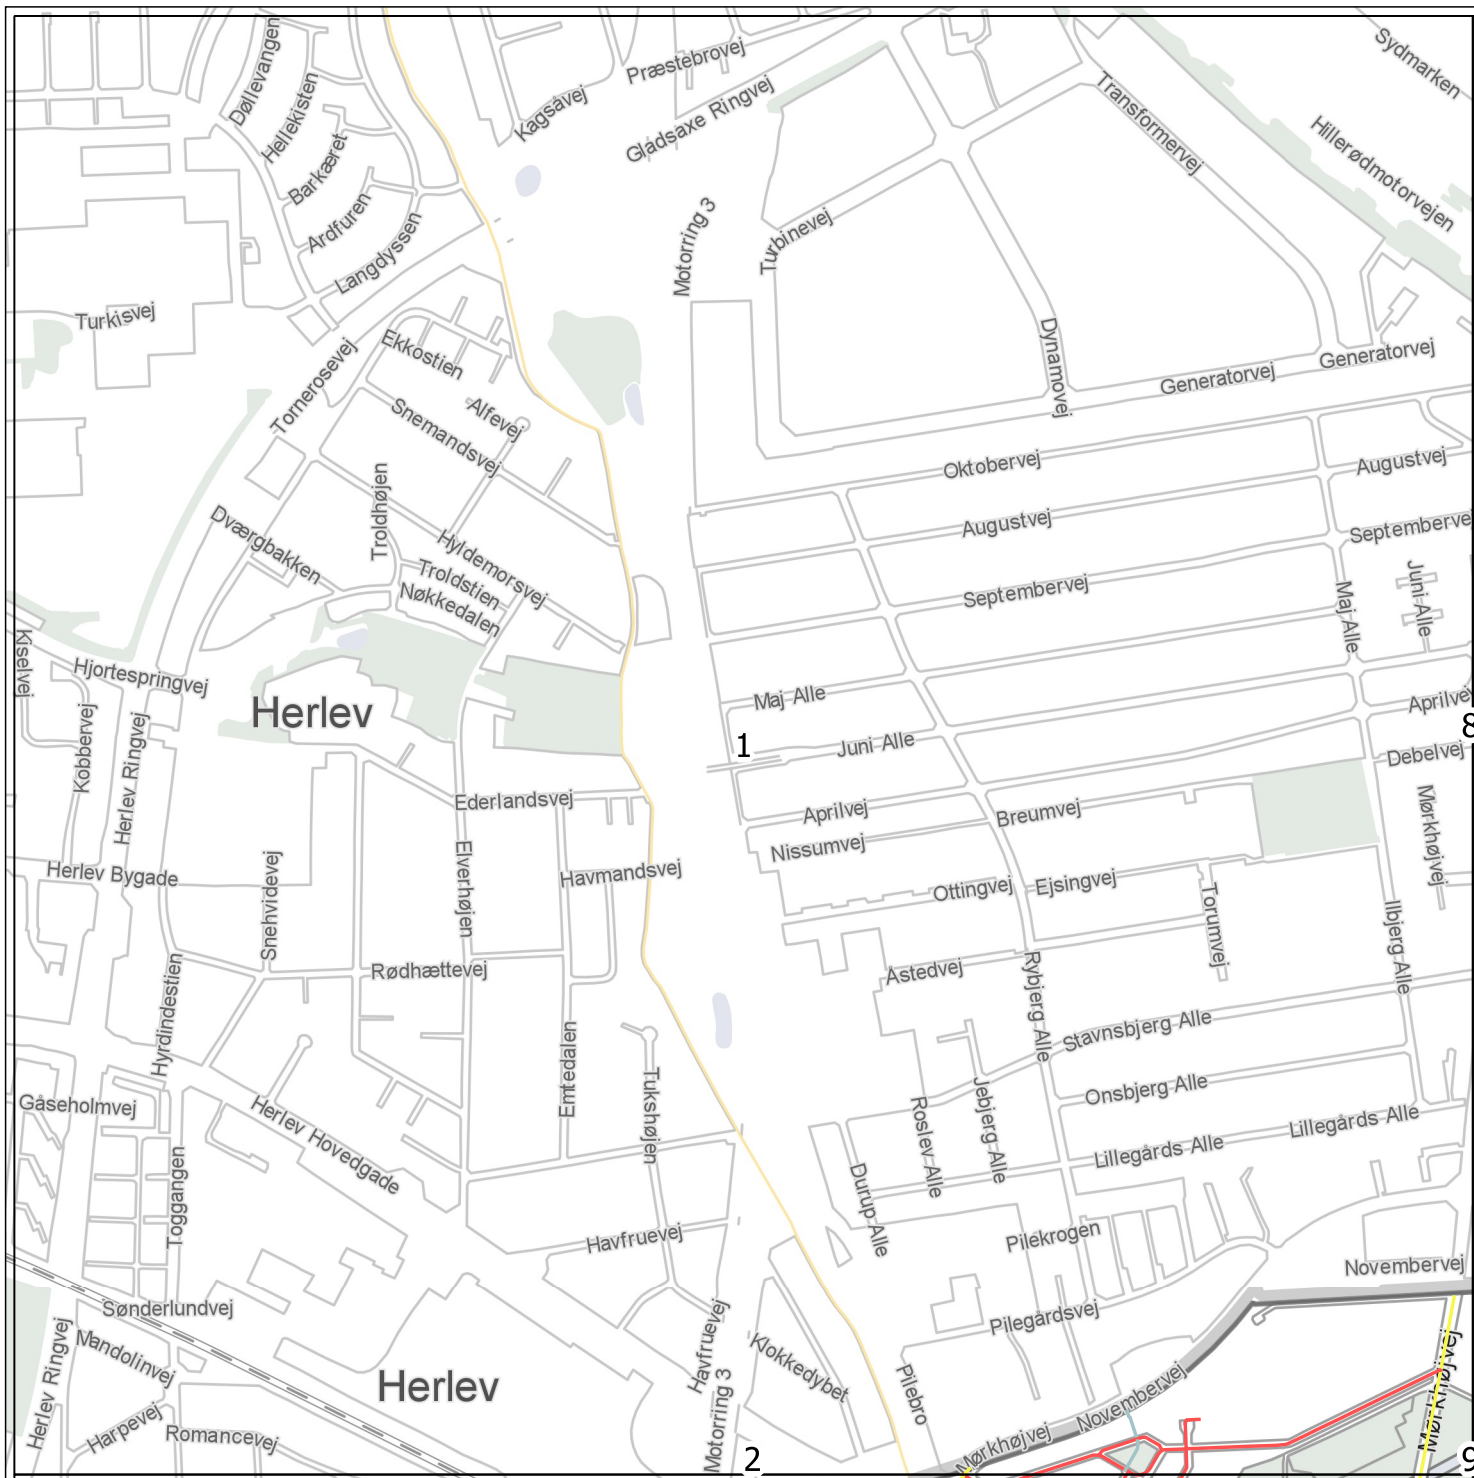 Døllevangen
Hellekisten
Barkæret
Ardfuren
Langdyssen
Kagsåvej
Præstebrovej
Gladsaxe Ringvej
Motorring 3
Turbinevej
Transformervej
Sydmarken
Hillerødmotorvejen
Dynamovej
Generatorvej
Generatorvej
Turkisvej
Tornerosevej
Ekkostien
Alfevej
Snemandsvej
Troldhøjen
Dværgbakken
Hyldemorsvej
Troldstien
Nøkkedalen
Oktobervej
Augustvej
Augustvej
Septembervej
Septemberve
Maj Alle
Juni Alle
Kiselvej
Hjortespringvej
Herlev
Kobbervej
Herlev Ringvej
Maj Alle
1
Juni Alle
Aprilvej
8
Debelvej
Ederlandsvej
Aprilvej
Breumvej
Mørkhøjvej
Nissumvej
Herlev Bygade
Snehvidevej
Elverhøjen
Havmandsvej
Ottingvej
Ejsingvej
Torumvej
Ilbjerg Alle
Rødhættevej
Åstedvej
Rybjerg Alle
Hyrdindestien
Stavnsbjerg Alle
Emtedalen
Tukshøjen
Onsbjerg Alle
Gåseholmvej
Herlev Hovedgade
Roslev Alle
Jebjerg Alle
Lillegårds Alle
Lillegårds Alle
Toggangen
Durup Alle
Havfruevej
Pilekrogen
Novembervej
Sønderlundvej
Pilegårdsvej
Herlev Ringvej
Mandolinvej
Havfruevej
Klokkedybet
Mørkhøjvej
Herlev
Pilebro
Novembervej
Harpevej
Romancevej
Motorring 3
Mørkhøjvej
Mørkhøjvej
2
9